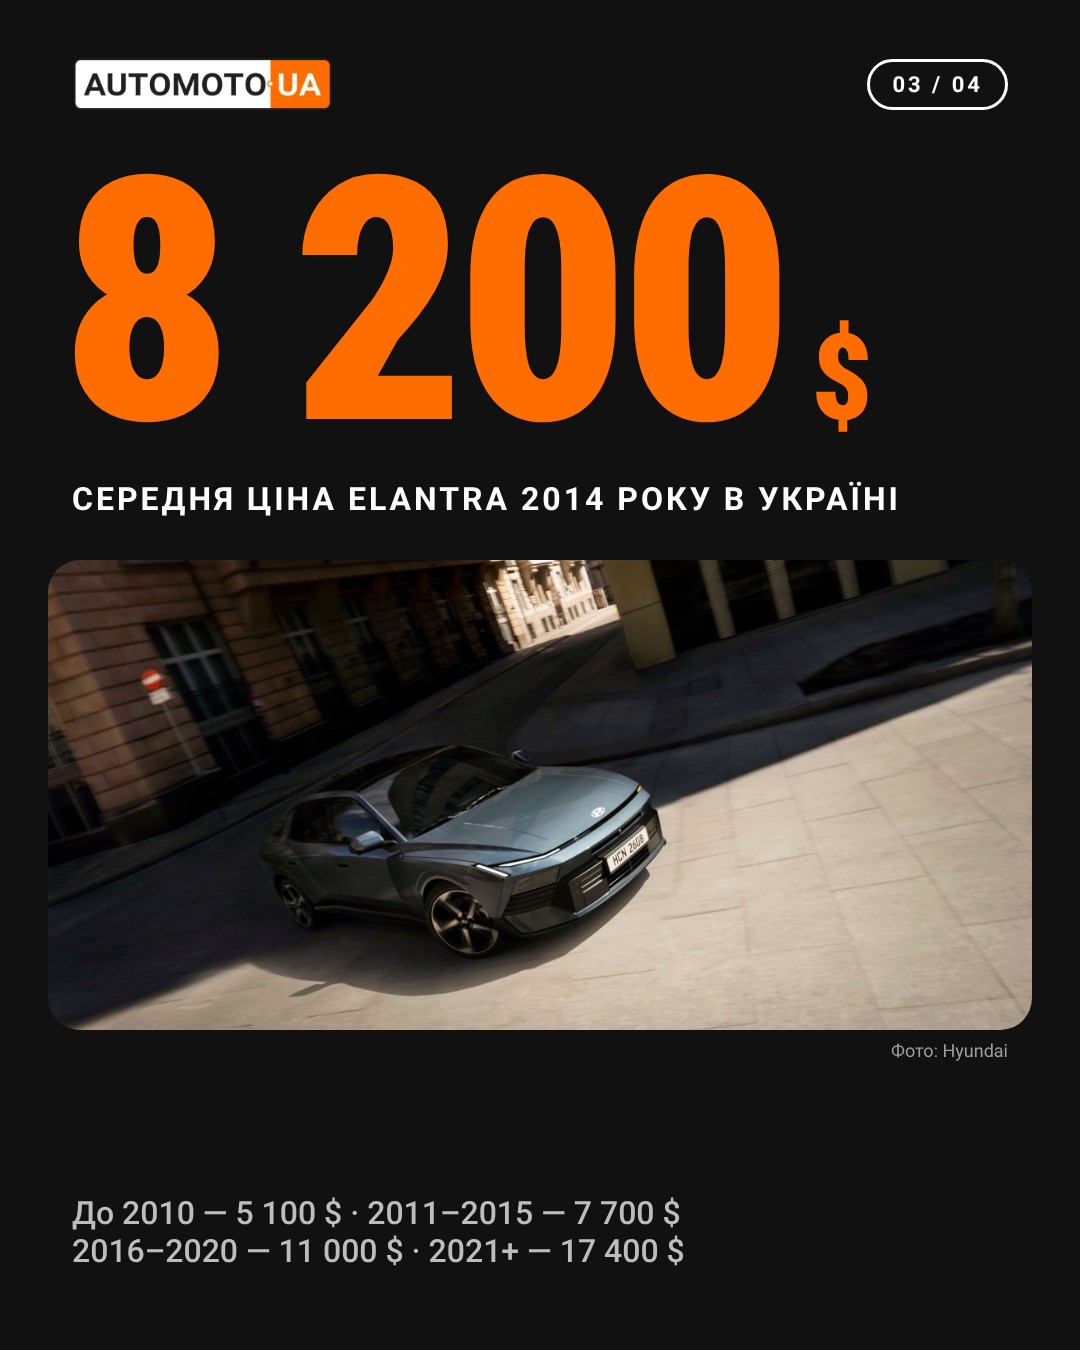 AUTOMOTO UA
03 / 04
8 200 $
СЕРЕДНЯ ЦІНА ELANTRA 2014 РОКУ В УКРАЇНІ
HCN 2608
Фото: Hyundai
До 2010 — 5 100 $ · 2011–2015 — 7 700 $
2016–2020 — 11 000 $ · 2021+ — 17 400 $